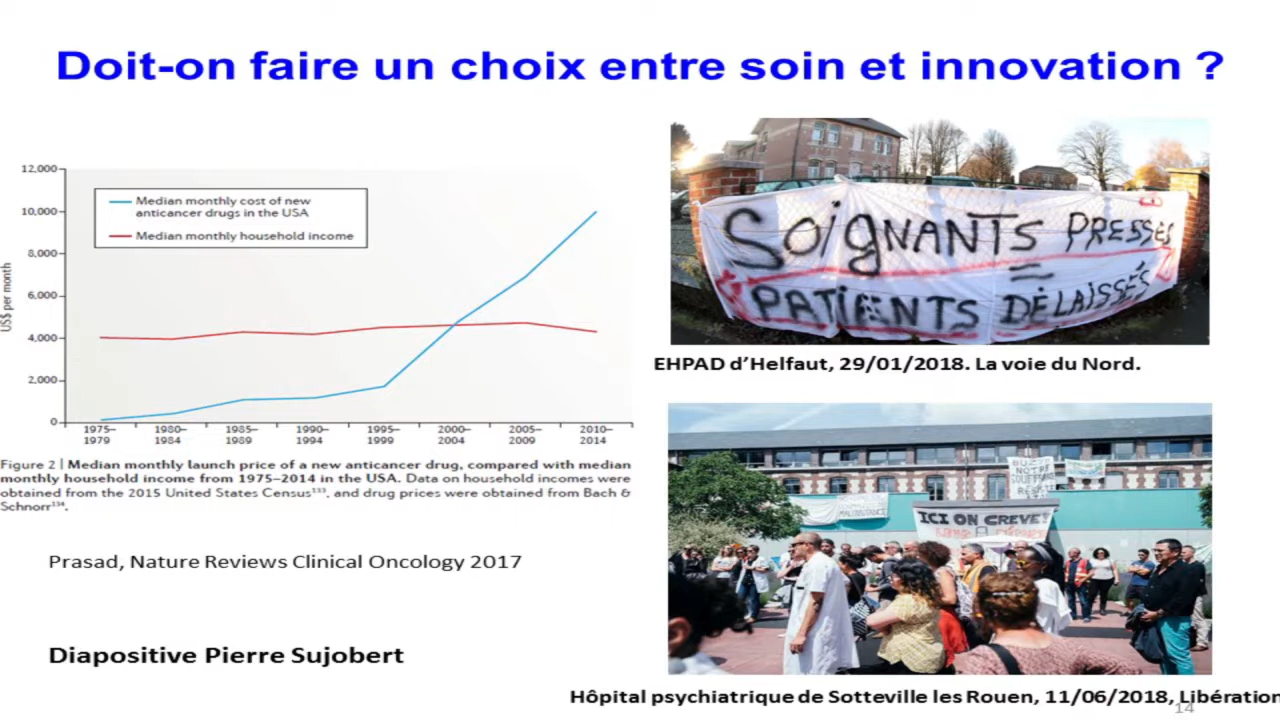 Doit-on faire un choix entre soin et innovation ?
12,000
10,000
8,000
6,000
4,000
2,000
0
US$ per month
Median monthly cost of new
anticancer drugs in the USA
Median monthly household income
1975–
1979
1980–
1984
1985–
1989
1990–
1994
1995–
1999
2000–
2004
2005–
2009
2010–
2014
Figure 2 | Median monthly launch price of a new anticancer drug, compared with median
monthly household income from 1975–2014 in the USA. Data on household incomes were
obtained from the 2015 United States Census¹³³, and drug prices were obtained from Bach &
Schnorr¹³⁴.
Prasad, Nature Reviews Clinical Oncology 2017
Diapositive Pierre Sujobert
SOIGNANTS PRESSÉS
=
PATIENTS DÉLAISSÉS
EHPAD d’Helfaut, 29/01/2018. La voie du Nord.
NOTRE
ICI ON CREVE
Hôpital psychiatrique de Sotteville les Rouen, 11/06/2018, Libération
14